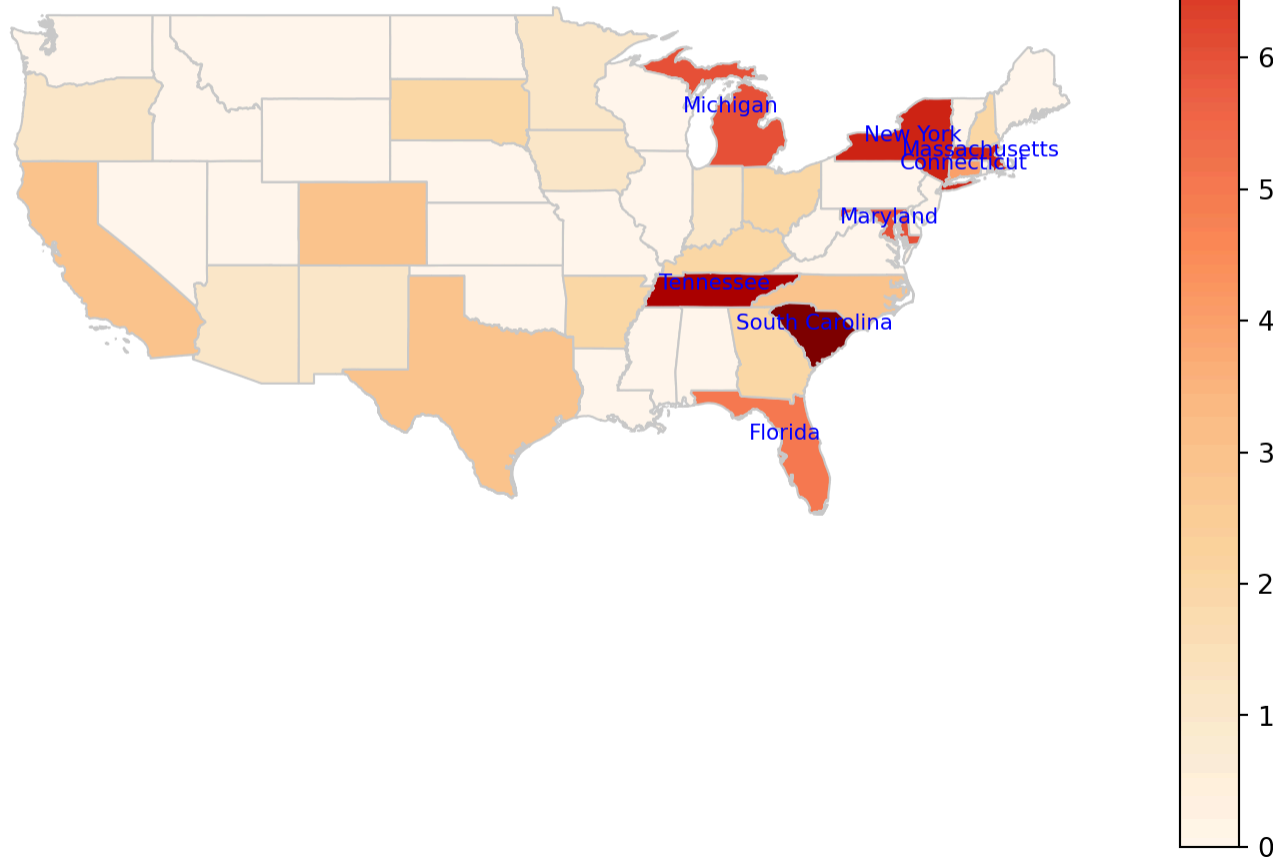 Michigan
New York
Massachusetts
Connecticut
Maryland
Tennessee
South Carolina
Florida
6
5
4
3
2
1
0